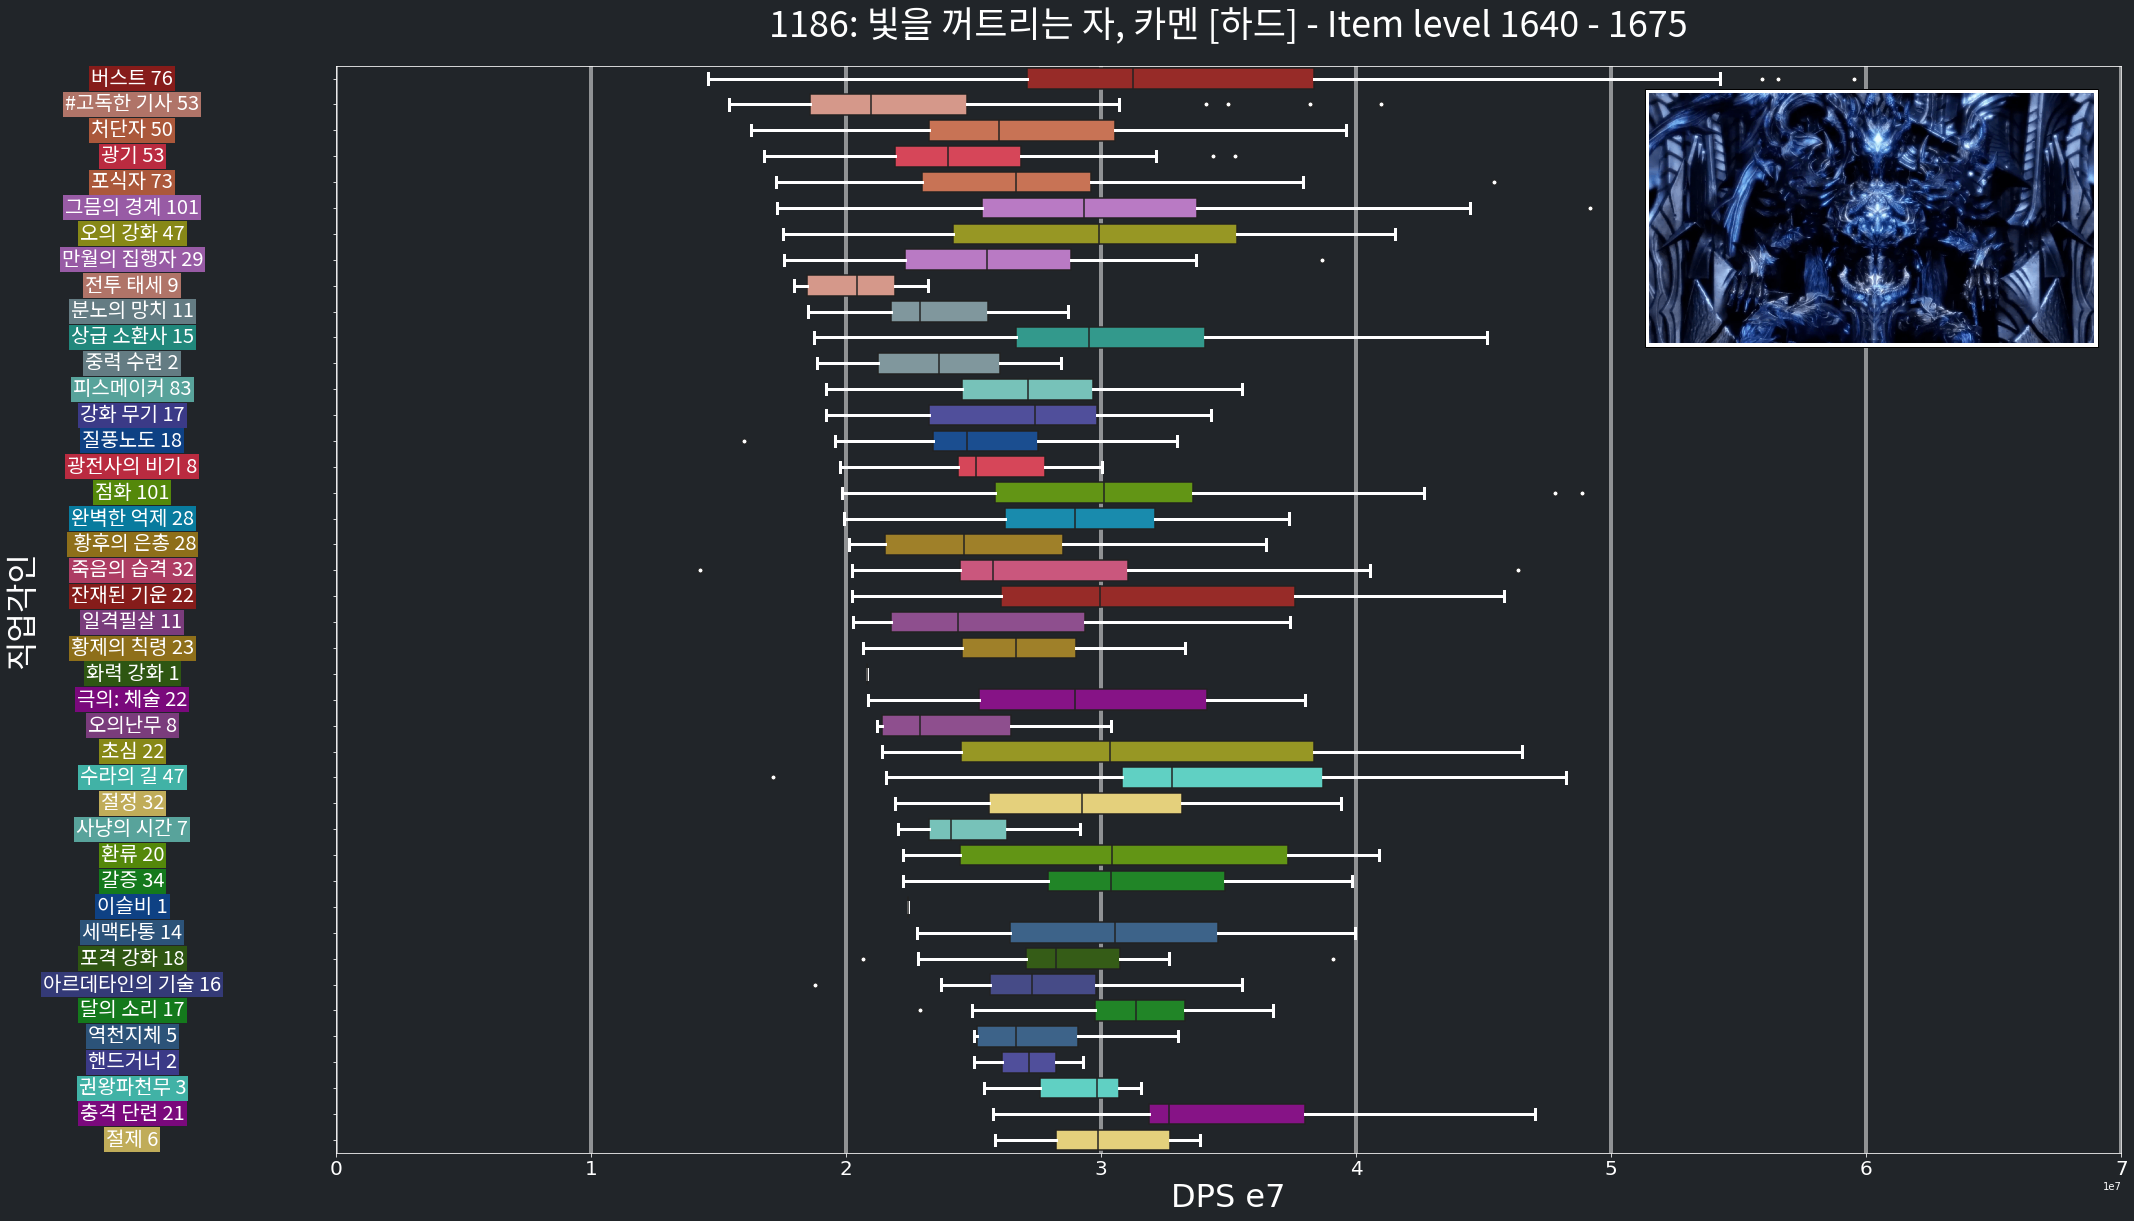 1186: 빛을 꺼트리는 자, 카멘 [하드] - Item level 1640 - 1675
직업각인
버스트 76
#고독한 기사 53
처단자 50
광기 53
포식자 73
그믐의 경계 101
오의 강화 47
만월의 집행자 29
전투 태세 9
분노의 망치 11
상급 소환사 15
중력 수련 2
피스메이커 83
강화 무기 17
질풍노도 18
광전사의 비기 8
점화 101
완벽한 억제 28
황후의 은총 28
죽음의 습격 32
잔재된 기운 22
일격필살 11
황제의 칙령 23
화력 강화 1
극의: 체술 22
오의난무 8
초심 22
수라의 길 47
절정 32
사냥의 시간 7
환류 20
갈증 34
이슬비 1
세맥타통 14
포격 강화 18
아르데타인의 기술 16
달의 소리 17
역천지체 5
핸드거너 2
권왕파천무 3
충격 단련 21
절제 6
0 1 2 3 4 5 6 7
1e7
DPS e7